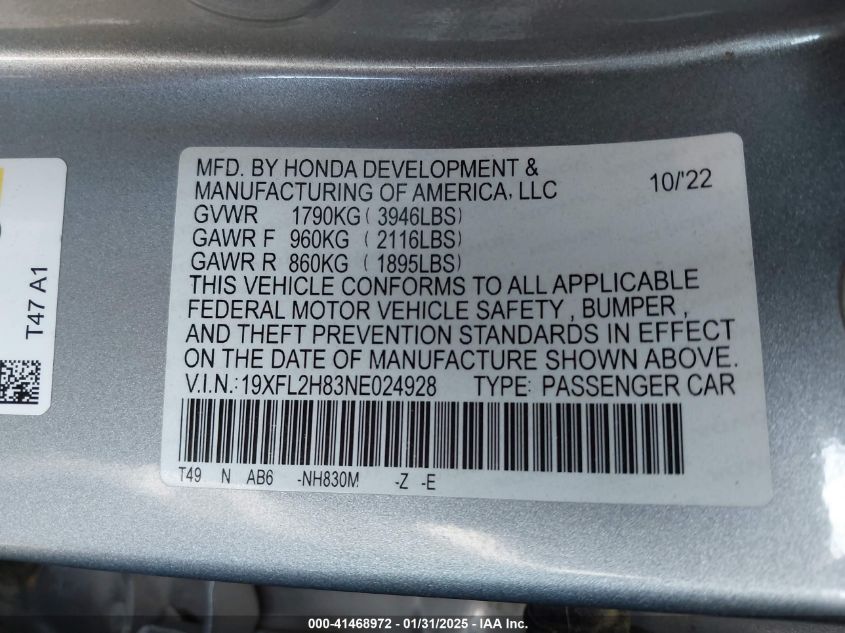 MFD. BY HONDA DEVELOPMENT &
MANUFACTURING OF AMERICA, LLC 10/'22
GVWR 1790KG ( 3946LBS)
GAWR F 960KG ( 2116LBS)
GAWR R 860KG ( 1895LBS)
THIS VEHICLE CONFORMS TO ALL APPLICABLE
FEDERAL MOTOR VEHICLE SAFETY , BUMPER ,
AND THEFT PREVENTION STANDARDS IN EFFECT
ON THE DATE OF MANUFACTURE SHOWN ABOVE.
V.I.N.:19XFL2H83NE024928 TYPE: PASSENGER CAR
T49 N AB6 -NH830M -Z -E
T47 A1
000-41468972 - 01/31/2025 - IAA Inc.